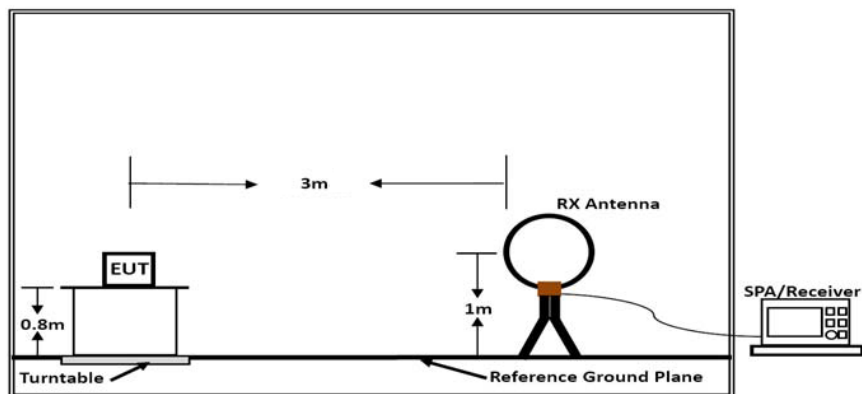 3m
RX Antenna
EUT
SPA/Receiver
0.8m
1m
Turntable
Reference Ground Plane